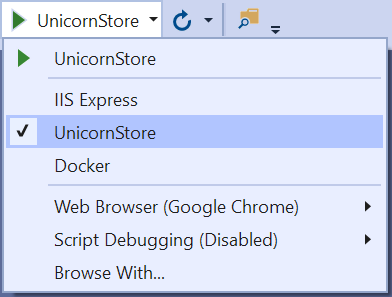 UnicornStore
UnicornStore
IIS Express
UnicornStore
Docker
Web Browser (Google Chrome)
Script Debugging (Disabled)
Browse With...